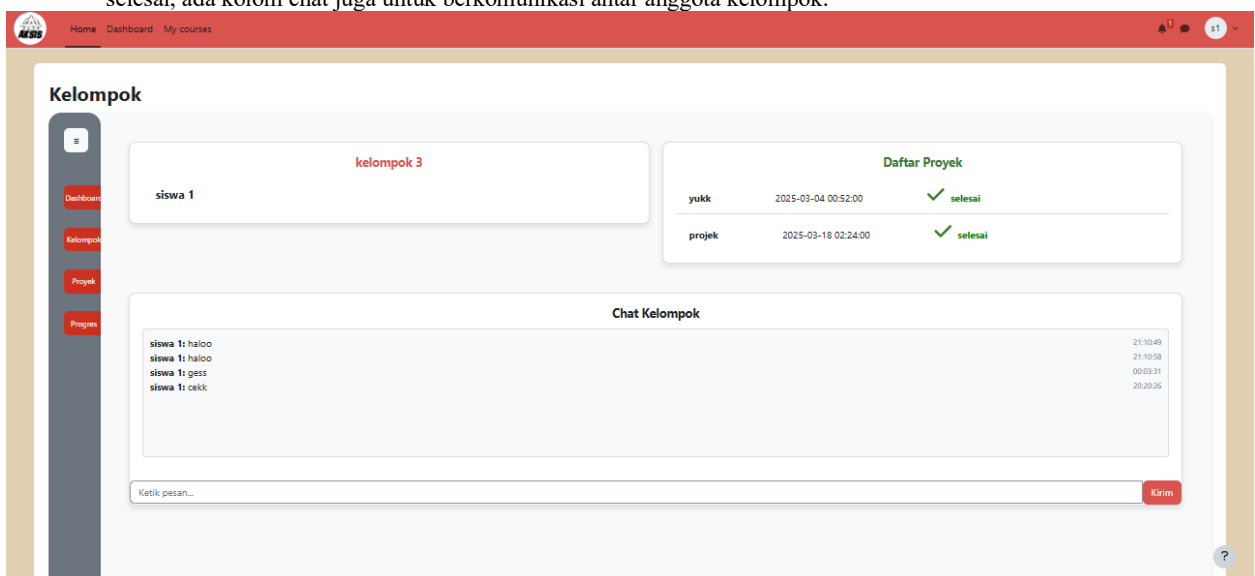 selesai, ada kolom chat juga untuk berkomunikasi antar anggota kelompok.
AKSIS
Home Dashboard My courses
1
s1
Kelompok
Dashboard
Kelompok
Proyek
Progres
kelompok 3
siswa 1
Daftar Proyek
yukk 2025-03-04 00:52:00 selesai
projek 2025-03-18 02:24:00 selesai
Chat Kelompok
siswa 1: haloo 21:10:49
siswa 1: haloo 21:10:58
siswa 1: gess 00:03:31
siswa 1: cekk 20:20:26
Ketik pesan... Kirim
?